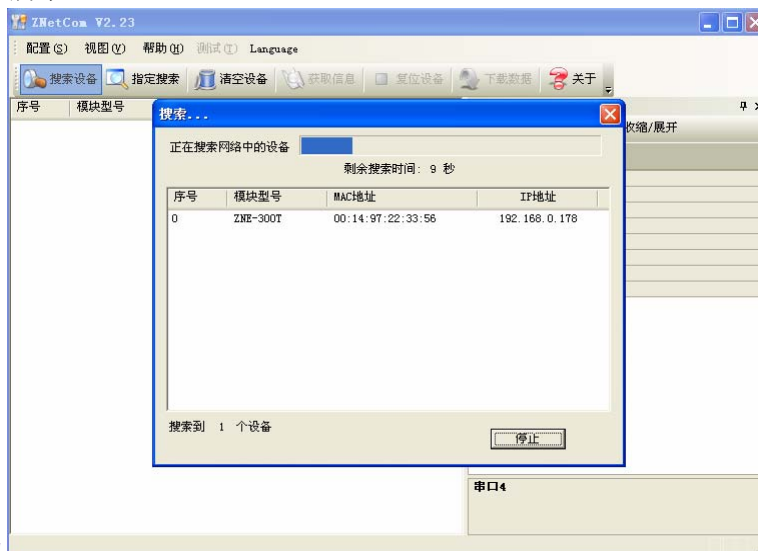 ZNetCom V2.23
配置(S) 视图(V) 帮助(H) 测试(T) Language
搜索设备 指定搜索 清空设备 获取信息 复位设备 下载数据 关于
序号 模块型号
收缩/展开
搜索...
正在搜索网络中的设备
剩余搜索时间: 9 秒
序号 模块型号 MAC地址 IP地址
0 ZNE-300T 00:14:97:22:33:56 192.168.0.178
搜索到 1 个设备
停止
串口4